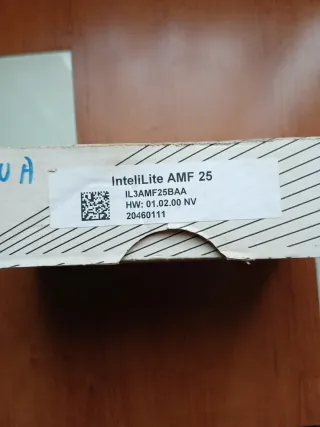 InteliLite AMF 25
IL3AMF25BAA
HW: 01.02.00 NV
20460111